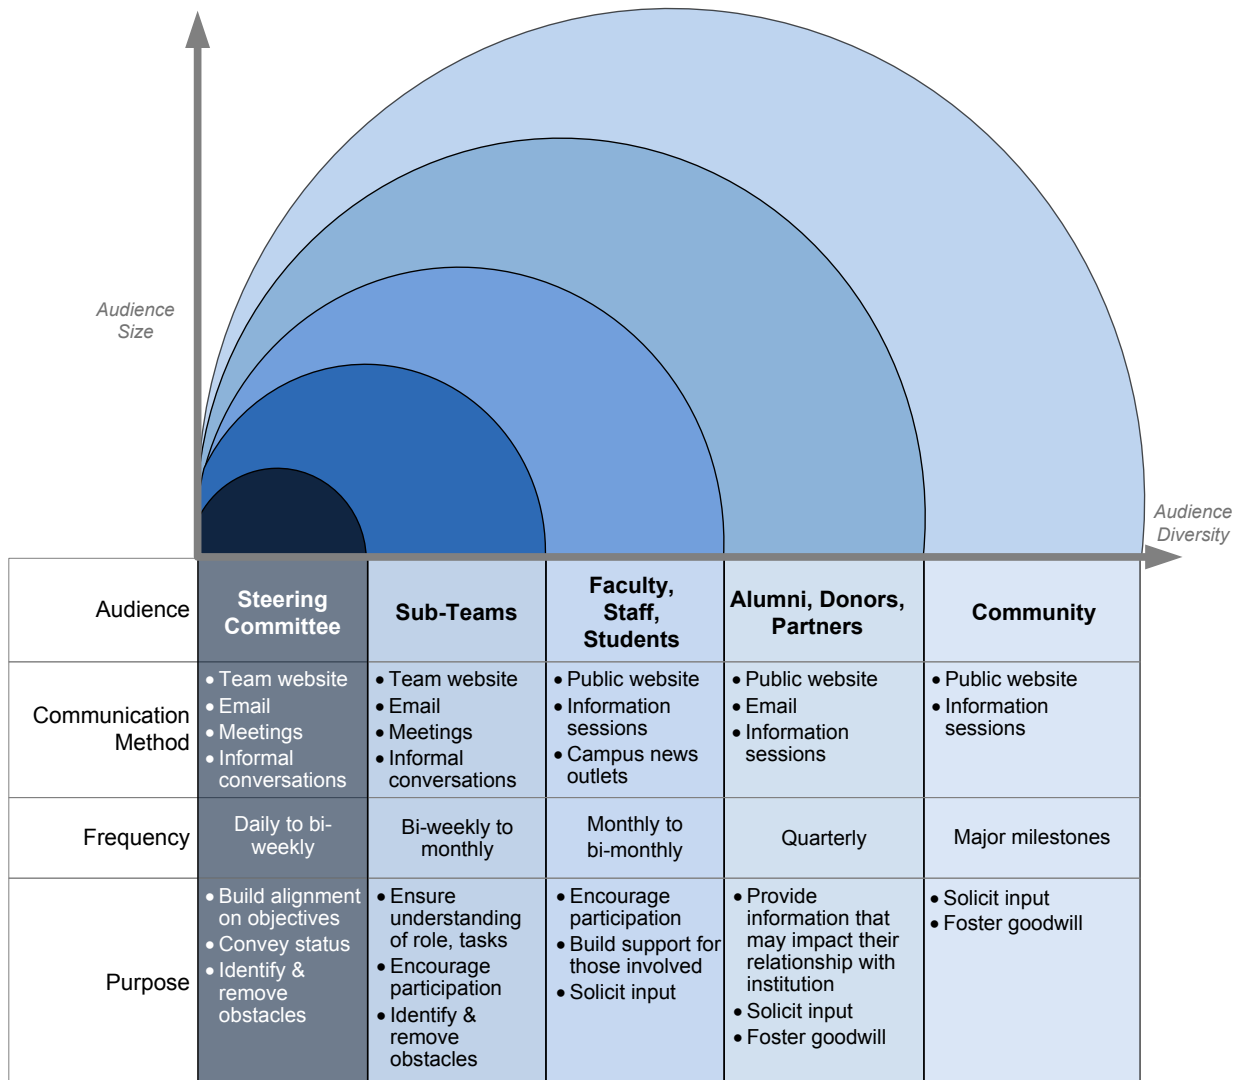 Audience
Size
Audience
Diversity
Audience
Steering
Committee
Sub-Teams
Faculty,
Staff,
Students
Alumni, Donors,
Partners
Community
Communication
Method
• Team website
• Email
• Meetings
• Informal
conversations
• Team website
• Email
• Meetings
• Informal
conversations
• Public website
• Information
sessions
• Campus news
outlets
• Public website
• Email
• Information
sessions
• Public website
• Information
sessions
Frequency
Daily to bi-
weekly
Bi-weekly to
monthly
Monthly to
bi-monthly
Quarterly
Major milestones
Purpose
• Build alignment
on objectives
• Convey status
• Identify &
remove
obstacles
• Ensure
understanding
of role, tasks
• Encourage
participation
• Identify &
remove
obstacles
• Encourage
participation
• Build support for
those involved
• Solicit input
• Provide
information that
may impact their
relationship with
institution
• Solicit input
• Foster goodwill
• Solicit input
• Foster goodwill